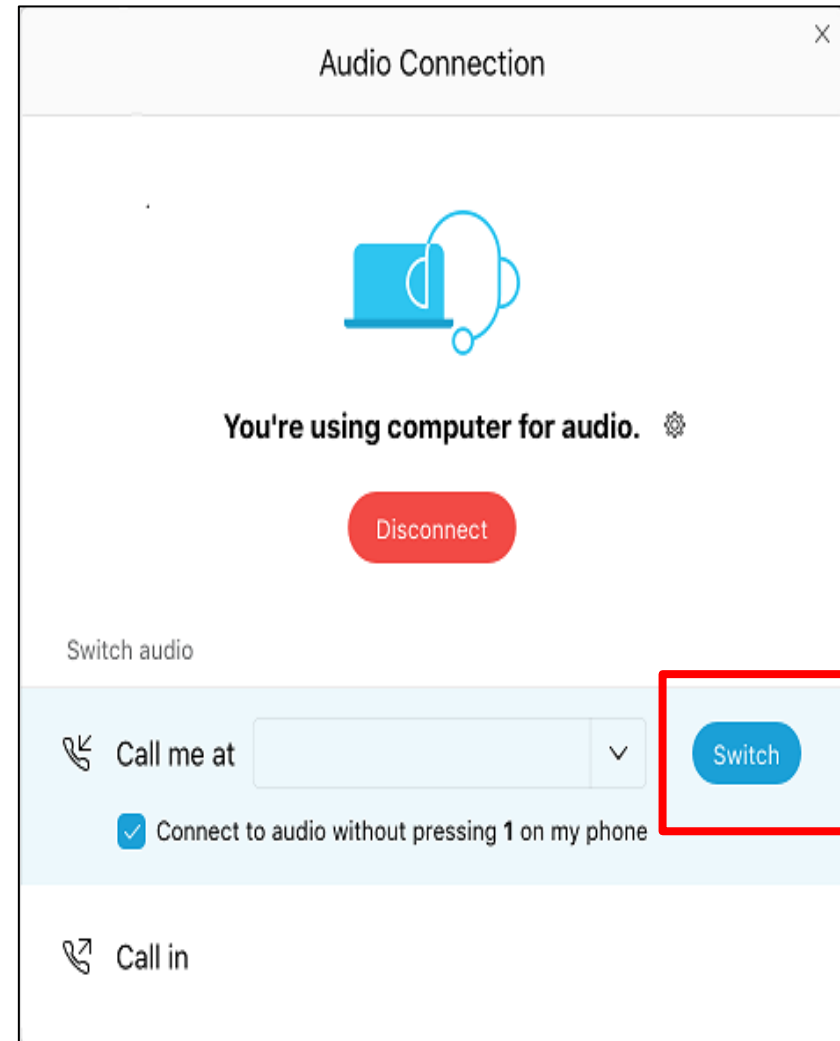 Audio Connection
You're using computer for audio.
Disconnect
Switch audio
Call me at
Switch
Connect to audio without pressing 1 on my phone
Call in